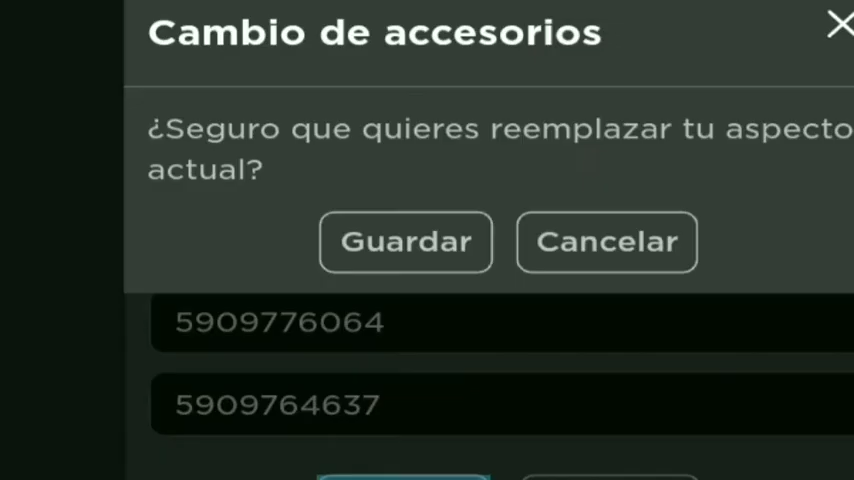 Cambio de accesorios
¿Seguro que quieres reemplazar tu aspecto
actual?
Guardar Cancelar
5909776064
5909764637